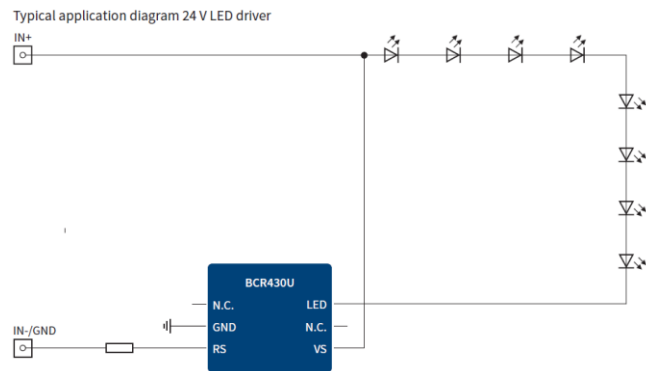 Typical application diagram 24 V LED driver
IN+
BCR430U
N.C. LED
GND N.C.
RS VS
IN-/GND